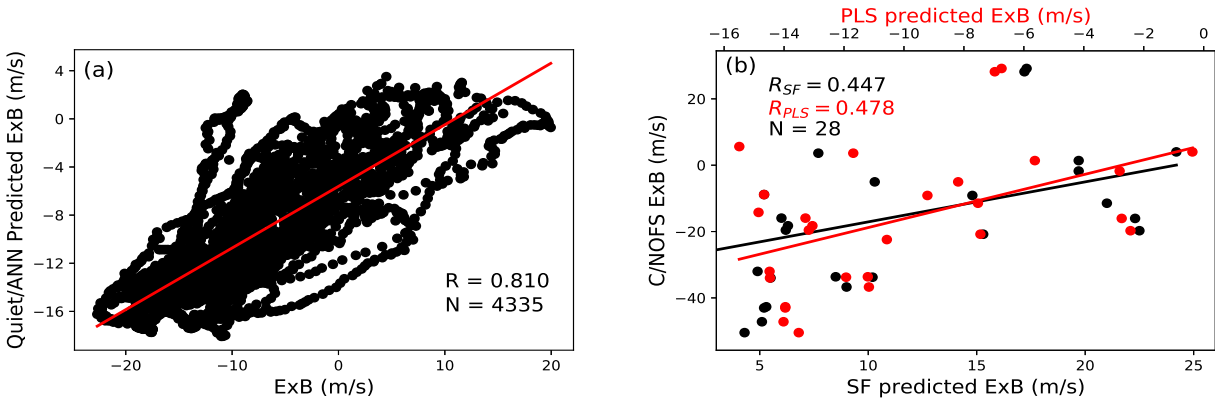 (a)
Quiet/ANN Predicted ExB (m/s)
4
0
−4
−8
−12
−16
R = 0.810
N = 4335
−20
−10
0
10
20
ExB (m/s)
PLS predicted ExB (m/s)
−16
−14
−12
−10
−8
−6
−4
−2
0
(b)
R_SF = 0.447
R_PLS = 0.478
N = 28
C/NOFS ExB (m/s)
20
0
−20
−40
5
10
15
20
25
SF predicted ExB (m/s)